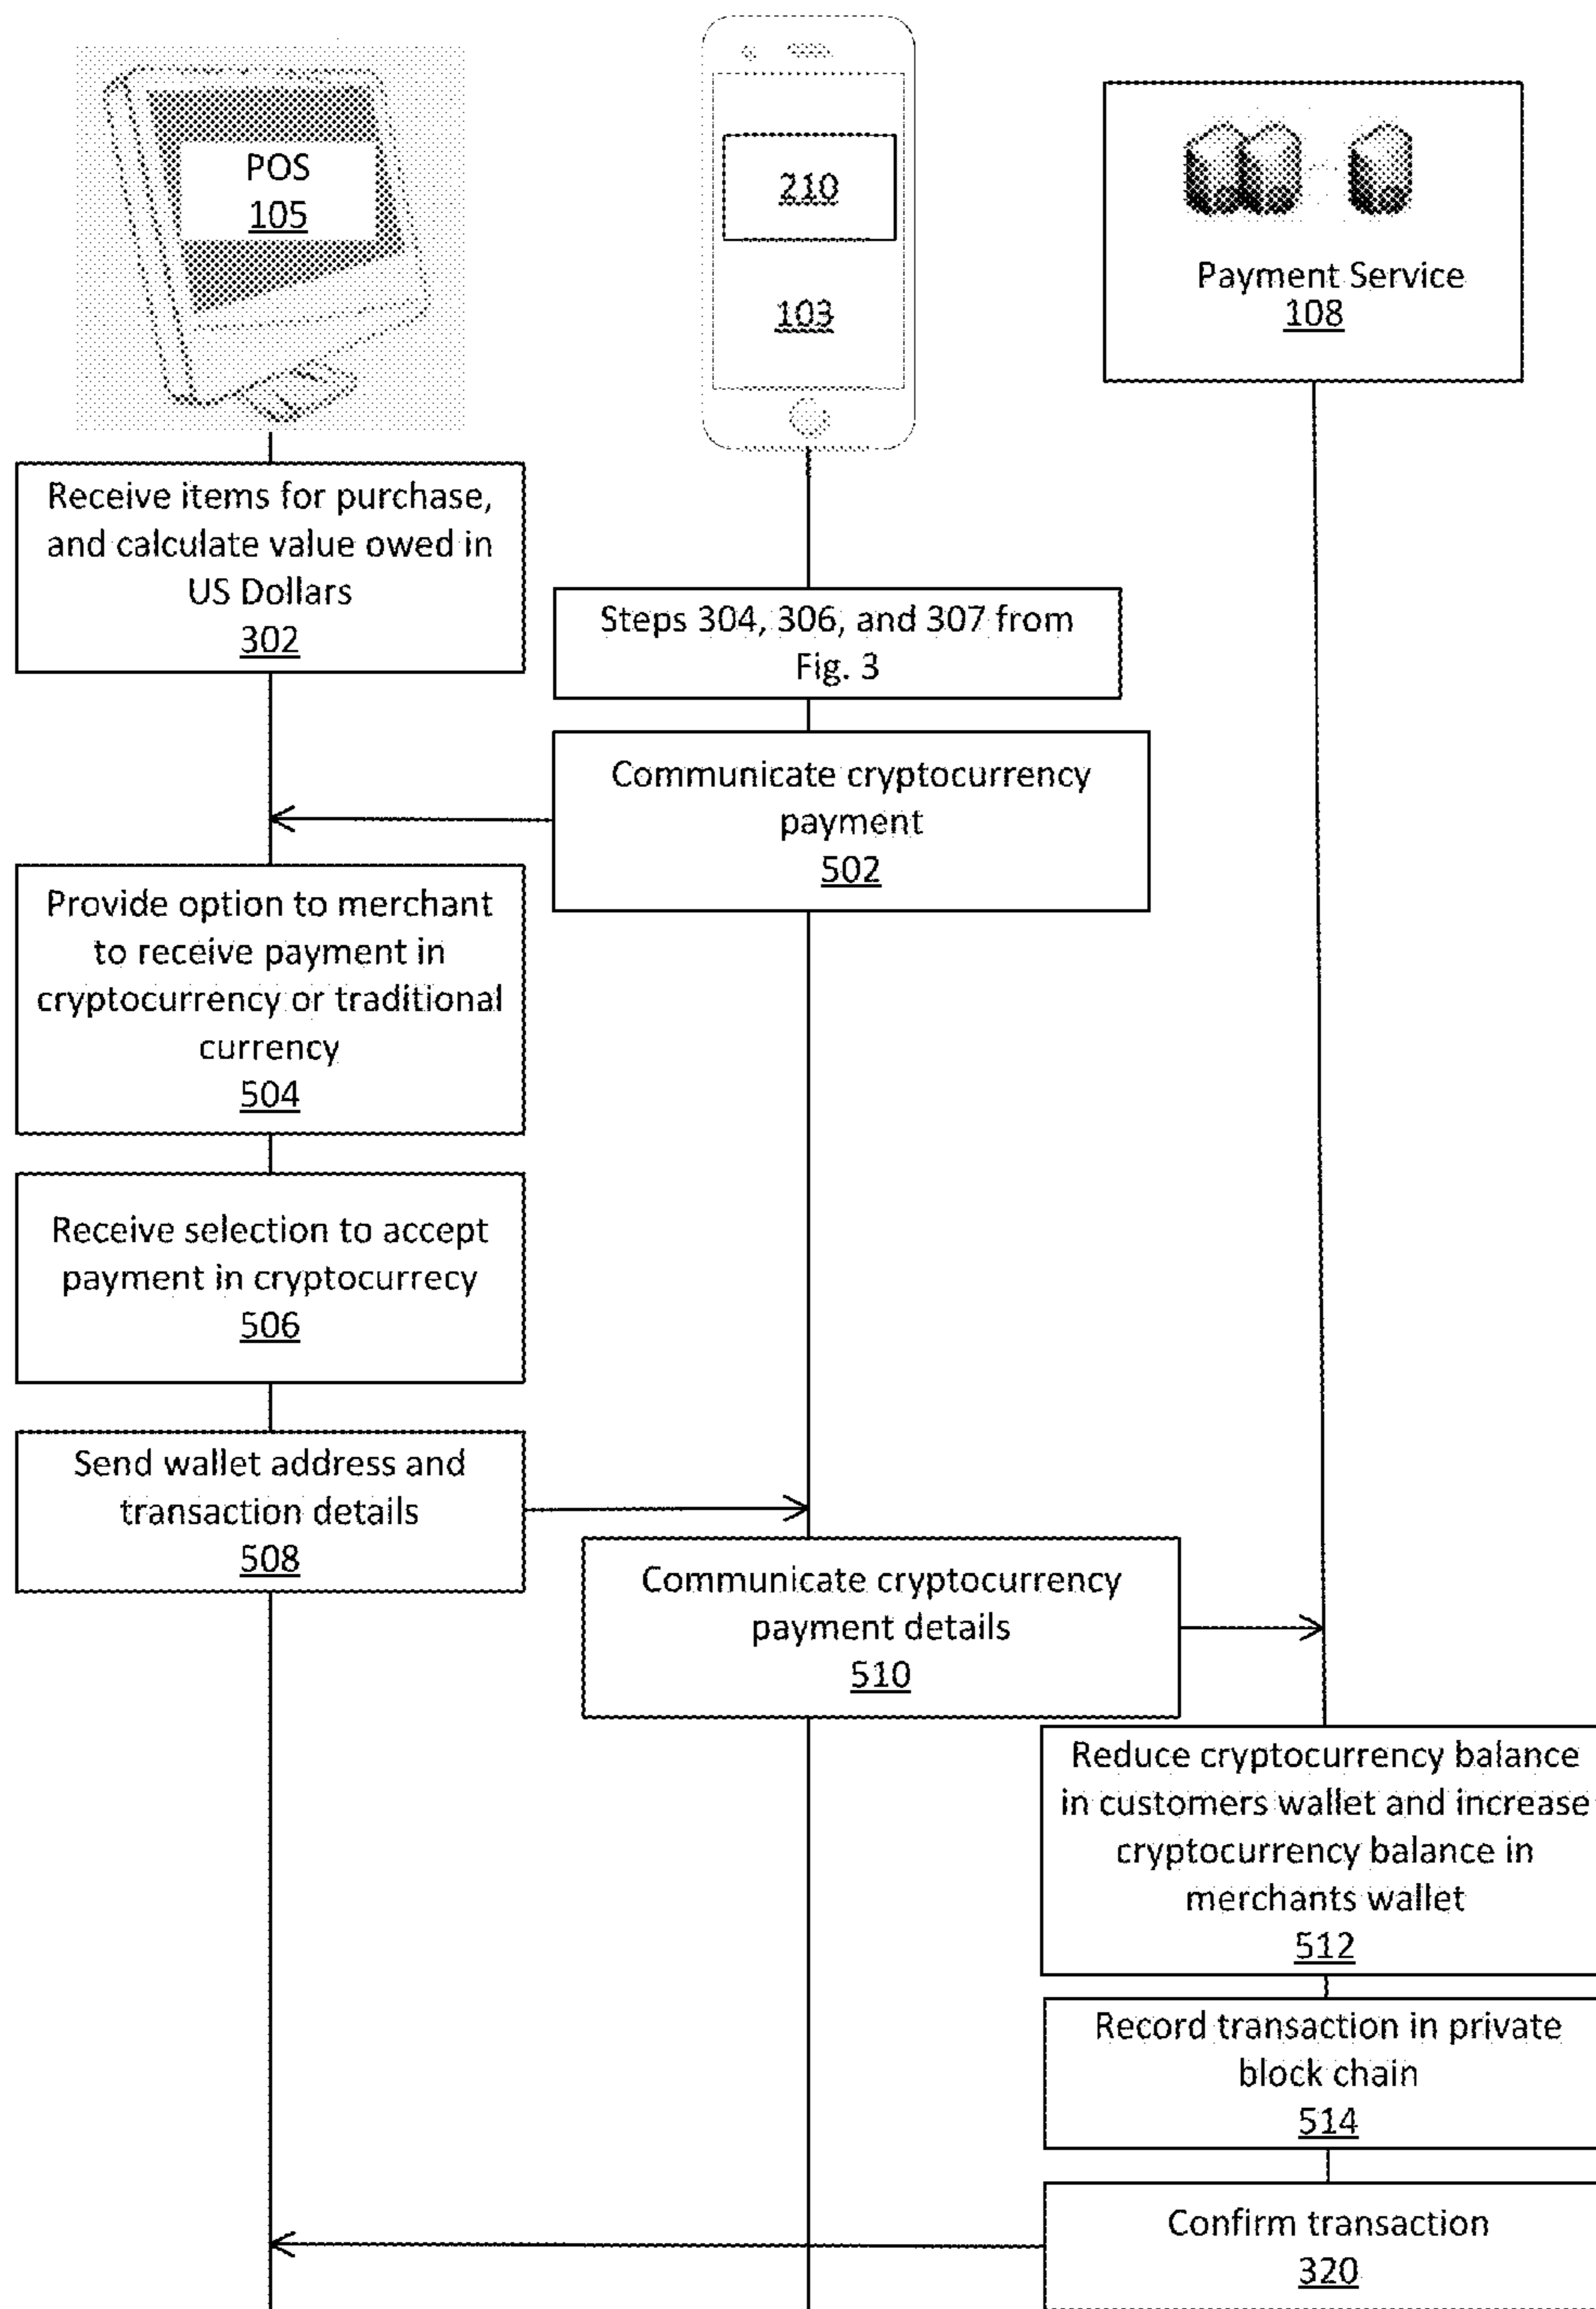 POS
105
210
103
Payment Service
108
Receive items for purchase,
and calculate value owed in
US Dollars
302
Steps 304, 306, and 307 from
Fig. 3
Communicate cryptocurrency
payment
502
Provide option to merchant
to receive payment in
cryptocurrency or traditional
currency
504
Receive selection to accept
payment in cryptocurrecy
506
Send wallet address and
transaction details
508
Communicate cryptocurrency
payment details
510
Reduce cryptocurrency balance
in customers wallet and increase
cryptocurrency balance in
merchants wallet
512
Record transaction in private
block chain
514
Confirm transaction
320